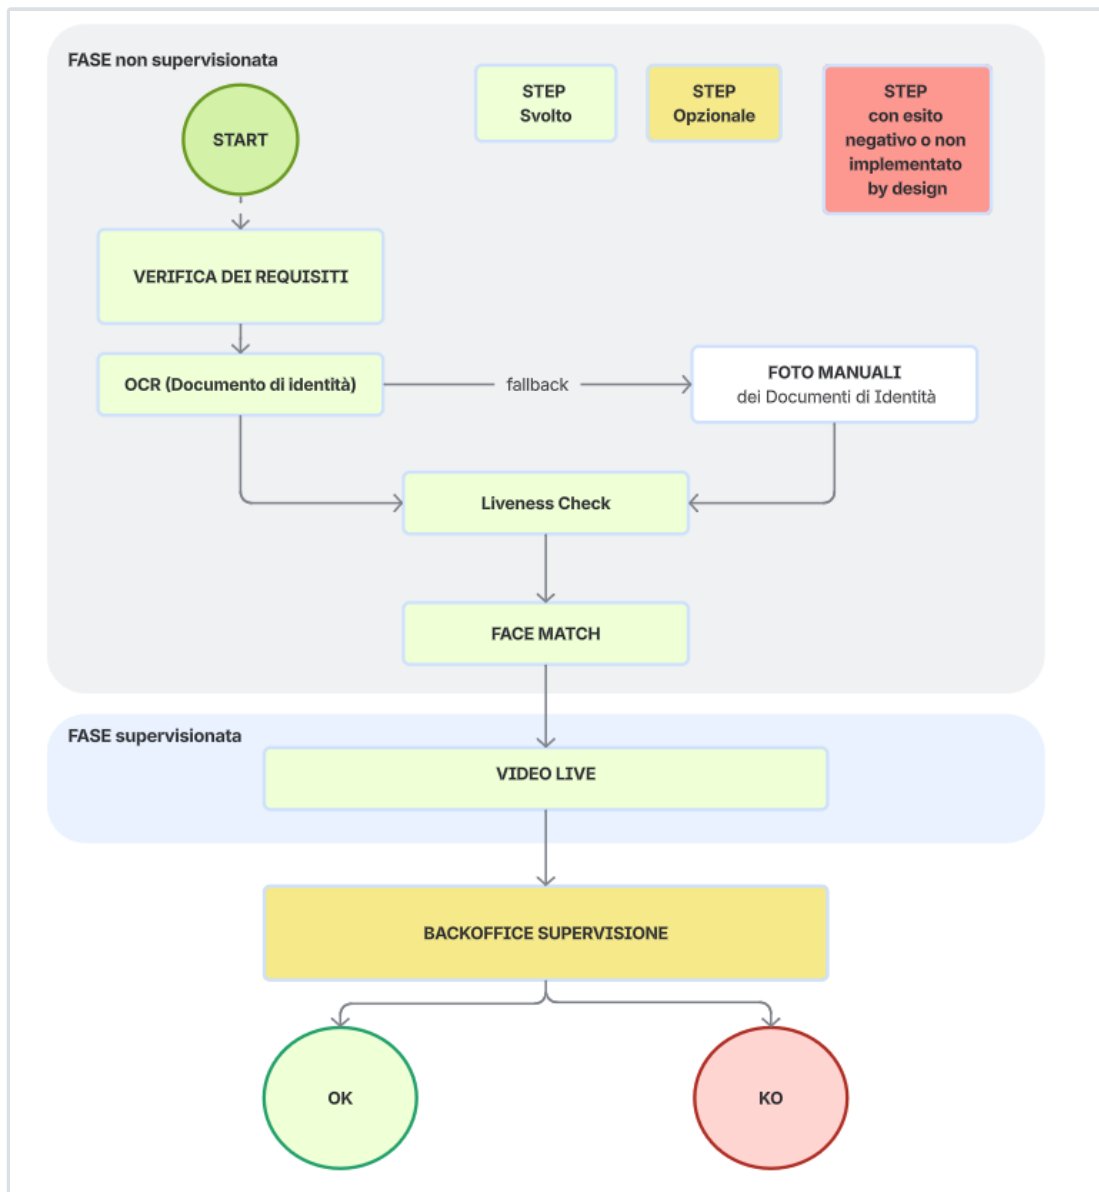 FASE non supervisionata
START
STEP
Svolto
STEP
Opzionale
STEP
con esito
negativo o non
implementato
by design
VERIFICA DEI REQUISITI
OCR (Documento di identità)
fallback
FOTO MANUALI
dei Documenti di Identità
Liveness Check
FACE MATCH
FASE supervisionata
VIDEO LIVE
BACKOFFICE SUPERVISIONE
OK
KO